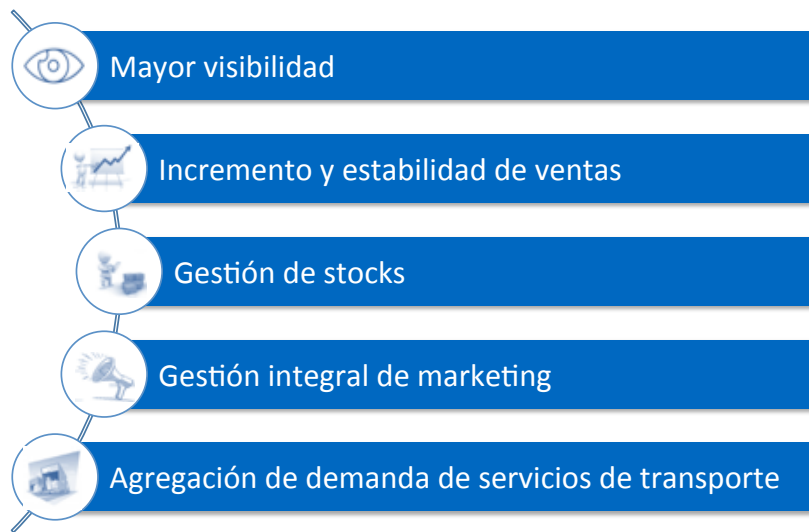 Mayor visibilidad
Incremento y estabilidad de ventas
Gestión de stocks
Gestión integral de marketing
Agregación de demanda de servicios de transporte